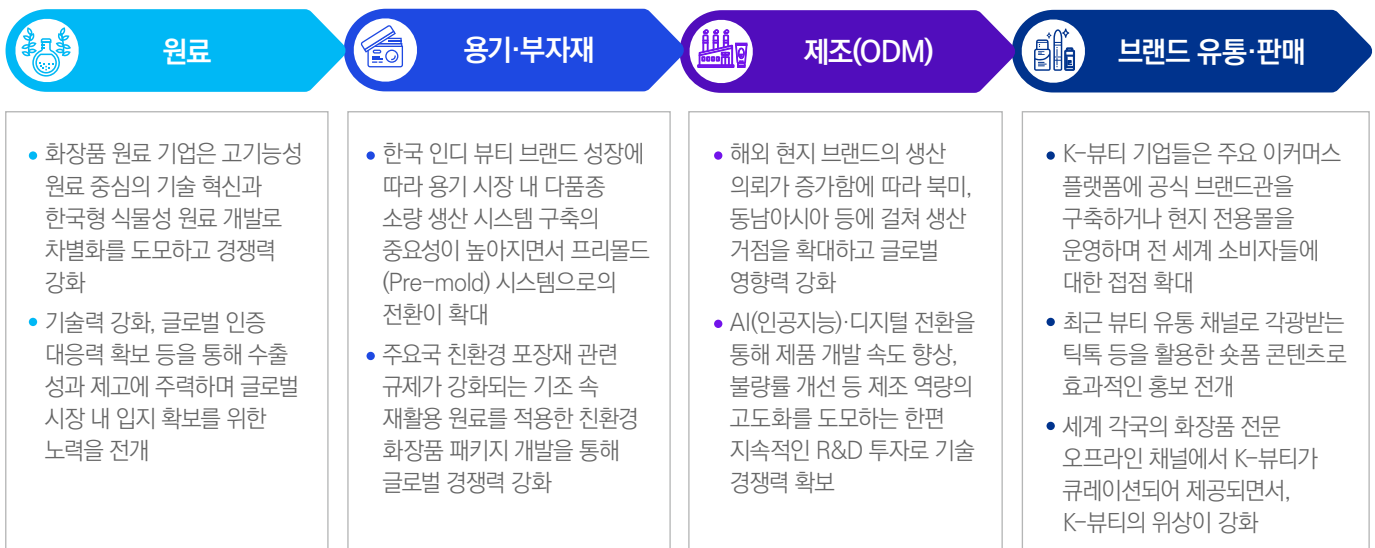 원료
화장품 원료 기업은 고기능성
원료 중심의 기술 혁신과
한국형 식물성 원료 개발로
차별화를 도모하고 경쟁력
강화
기술력 강화, 글로벌 인증
대응력 확보 등을 통해 수출
성과 제고에 주력하며 글로벌
시장 내 입지 확보를 위한
노력을 전개
용기·부자재
한국 인디 뷰티 브랜드 성장에
따라 용기 시장 내 다품종
소량 생산 시스템 구축의
중요성이 높아지면서 프리몰드
(Pre-mold) 시스템으로의
전환이 확대
주요국 친환경 포장재 관련
규제가 강화되는 기조 속
재활용 원료를 적용한 친환경
화장품 패키지 개발을 통해
글로벌 경쟁력 강화
제조(ODM)
해외 현지 브랜드의 생산
의뢰가 증가함에 따라 북미,
동남아시아 등에 걸쳐 생산
거점을 확대하고 글로벌
영향력 강화
AI(인공지능)·디지털 전환을
통해 제품 개발 속도 향상,
불량률 개선 등 제조 역량의
고도화를 도모하는 한편
지속적인 R&D 투자로 기술
경쟁력 확보
브랜드 유통·판매
K-뷰티 기업들은 주요 이커머스
플랫폼에 공식 브랜드관을
구축하거나 현지 전용몰을
운영하며 전 세계 소비자들에
대한 접점 확대
최근 뷰티 유통 채널로 각광받는
틱톡 등을 활용한 숏폼 콘텐츠로
효과적인 홍보 전개
세계 각국의 화장품 전문
오프라인 채널에서 K-뷰티가
큐레이션되어 제공되면서,
K-뷰티의 위상이 강화